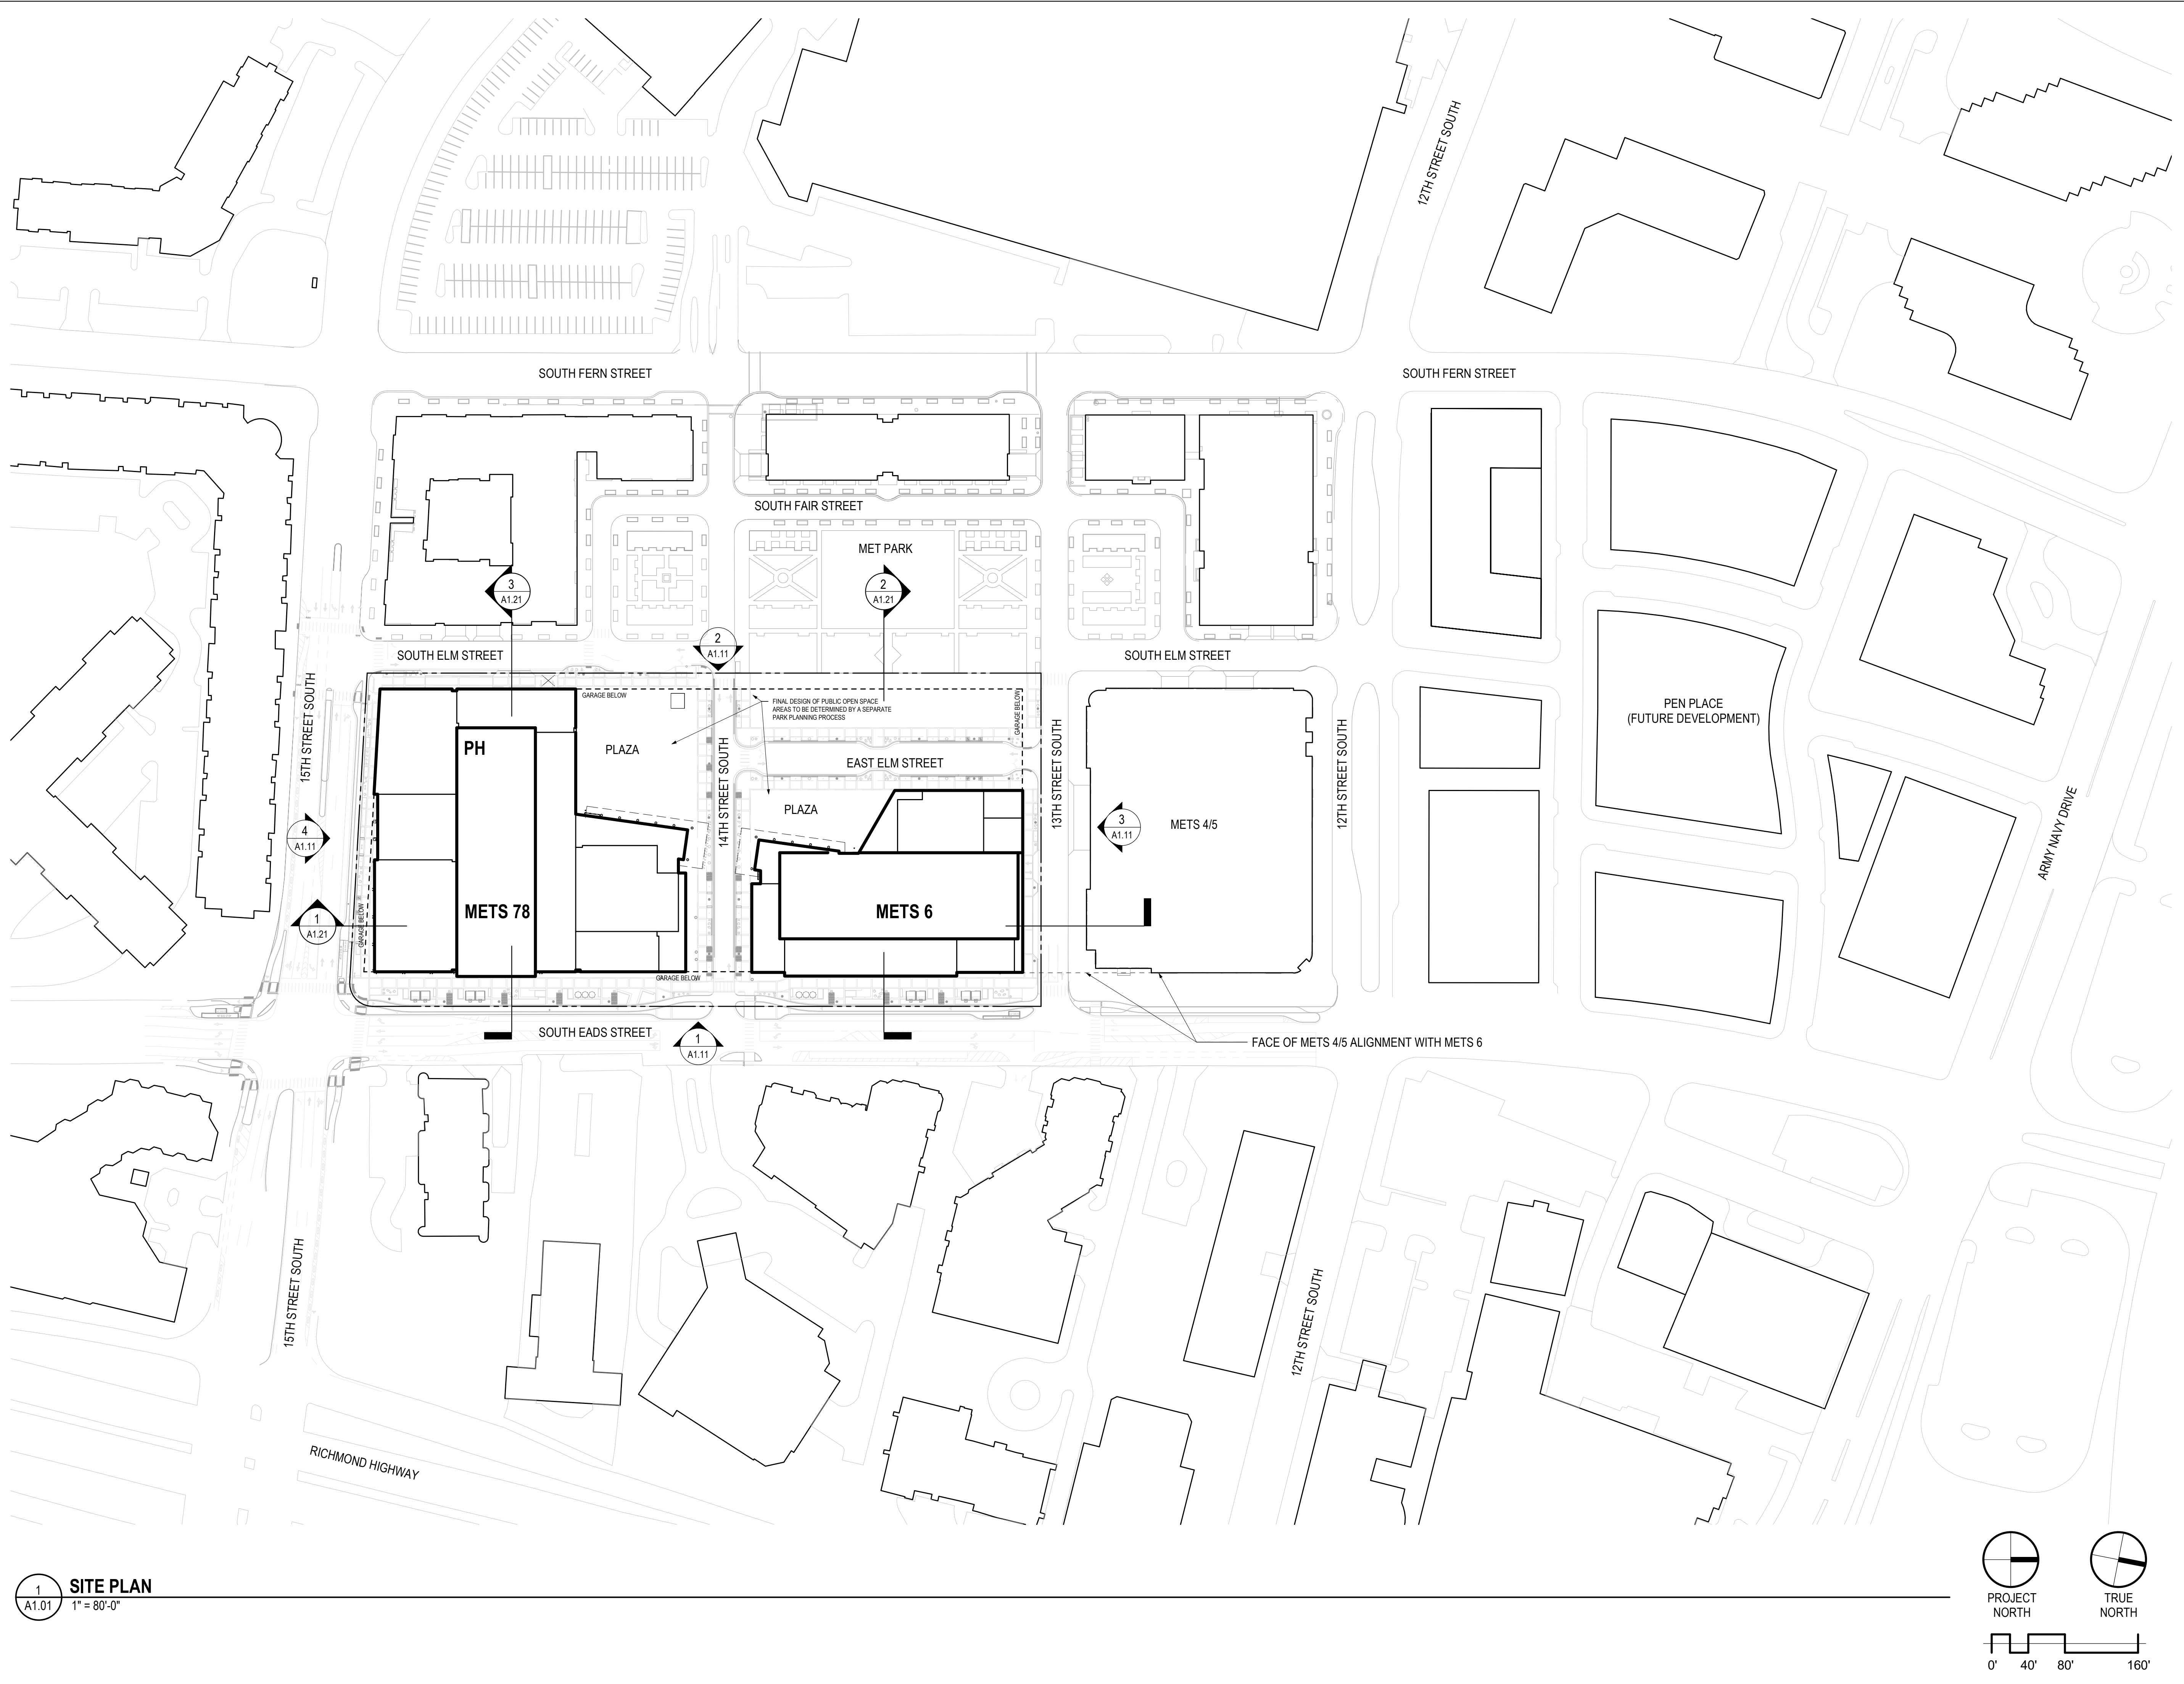 12TH STREET SOUTH
SOUTH FERN STREET
SOUTH FERN STREET
SOUTH FAIR STREET
MET PARK
3
A1.21
2
A1.21
2
A1.11
SOUTH ELM STREET
SOUTH ELM STREET
15TH STREET SOUTH
GARAGE BELOW
GARAGE BELOW
FINAL DESIGN OF PUBLIC OPEN SPACE
AREAS TO BE DETERMINED BY A SEPARATE
PARK PLANNING PROCESS
PEN PLACE
(FUTURE DEVELOPMENT)
PH
PLAZA
14TH STREET SOUTH
EAST ELM STREET
13TH STREET SOUTH
12TH STREET SOUTH
PLAZA
4
A1.11
3
A1.11
METS 4/5
ARMY NAVY DRIVE
METS 78
METS 6
1
A1.21
GARAGE BELOW
GARAGE BELOW
SOUTH EADS STREET
1
A1.11
FACE OF METS 4/5 ALIGNMENT WITH METS 6
15TH STREET SOUTH
12TH STREET SOUTH
RICHMOND HIGHWAY
1
A1.01
SITE PLAN
1" = 80'-0"
PROJECT
NORTH
TRUE
NORTH
0' 40' 80' 160'